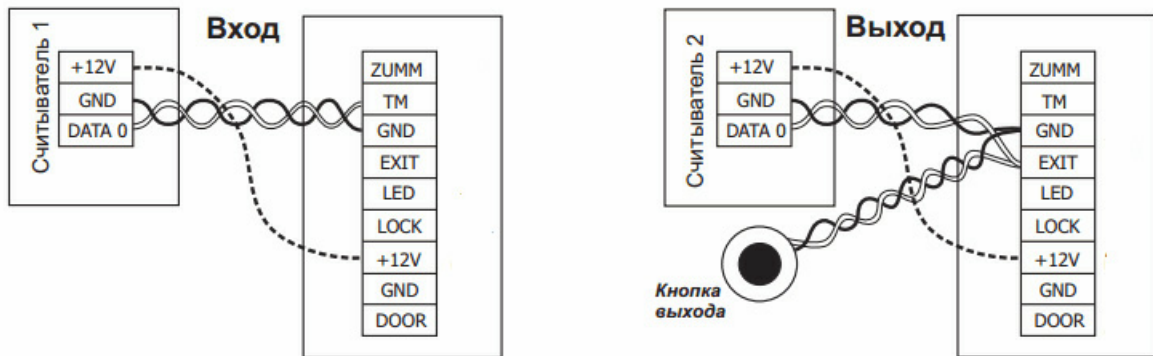 Вход
Считыватель 1
+12V
GND
DATA 0
ZUMM
TM
GND
EXIT
LED
LOCK
+12V
GND
DOOR
Выход
Считыватель 2
+12V
GND
DATA 0
ZUMM
TM
GND
EXIT
LED
LOCK
+12V
GND
DOOR
Кнопка
выхода